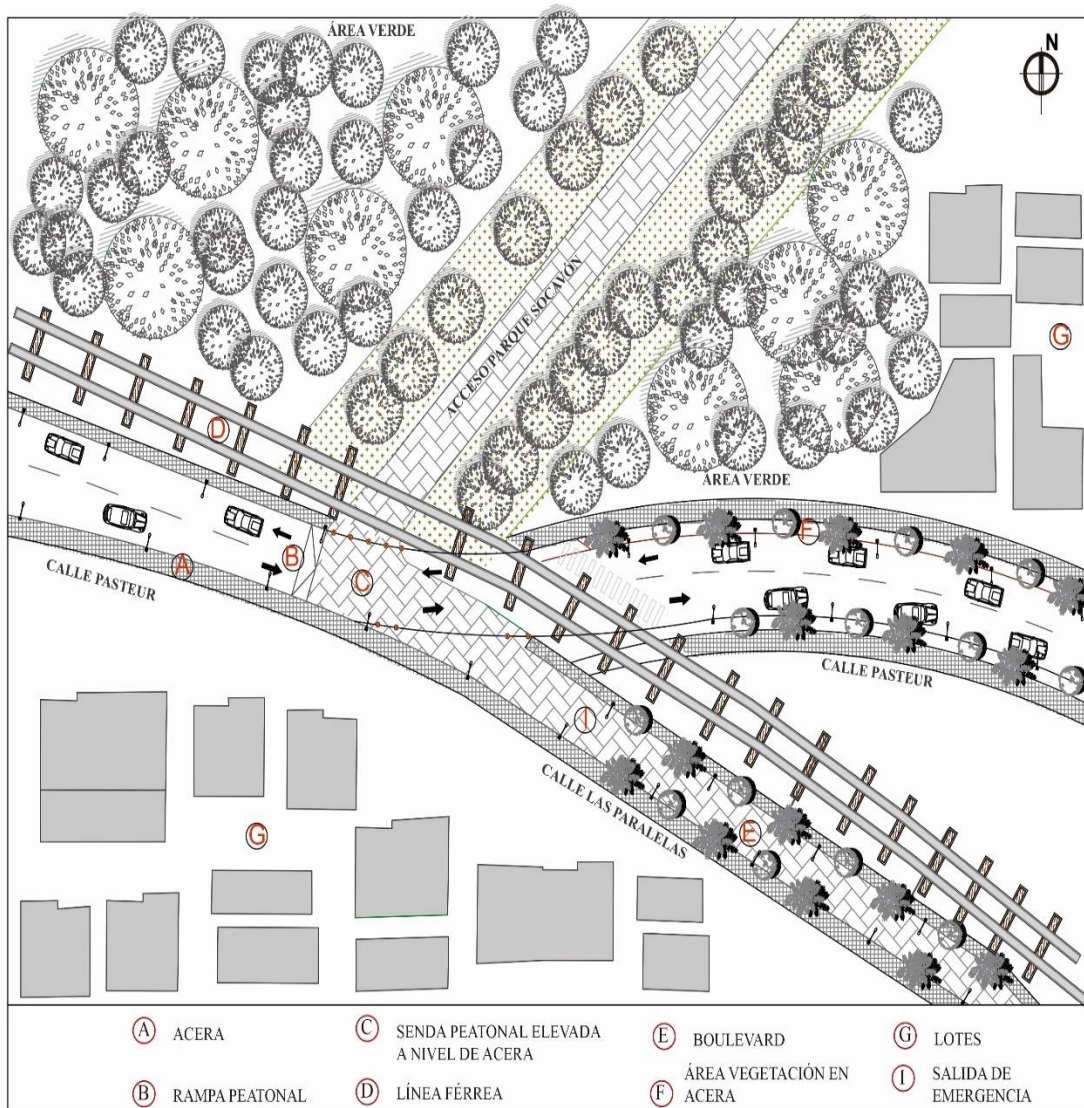 ÁREA VERDE
N
ACCESO PARQUE SOCAVÓN
G
D
ÁREA VERDE
F
B
A
C
CALLE PASTEUR
CALLE PASTEUR
I
CALLE LAS PARALELAS
G
E
A ACERA
B RAMPA PEATONAL
C SENDA PEATONAL ELEVADA
A NIVEL DE ACERA
D LÍNEA FÉRREA
E BOULEVARD
F ÁREA VEGETACIÓN EN
ACERA
G LOTES
I SALIDA DE
EMERGENCIA